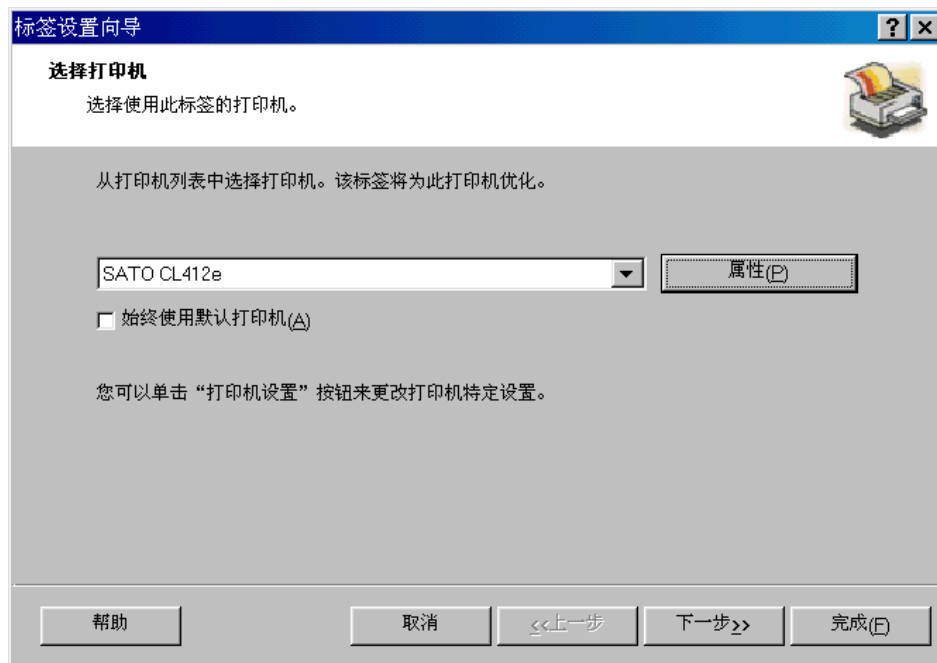 标签设置向导
选择打印机
选择使用此标签的打印机。
从打印机列表中选择打印机。该标签将为此打印机优化。
SATO CL412e
属性(P)
始终使用默认打印机(A)
您可以单击“打印机设置”按钮来更改打印机特定设置。
帮助
取消
<<上一步
下一步>>
完成(F)